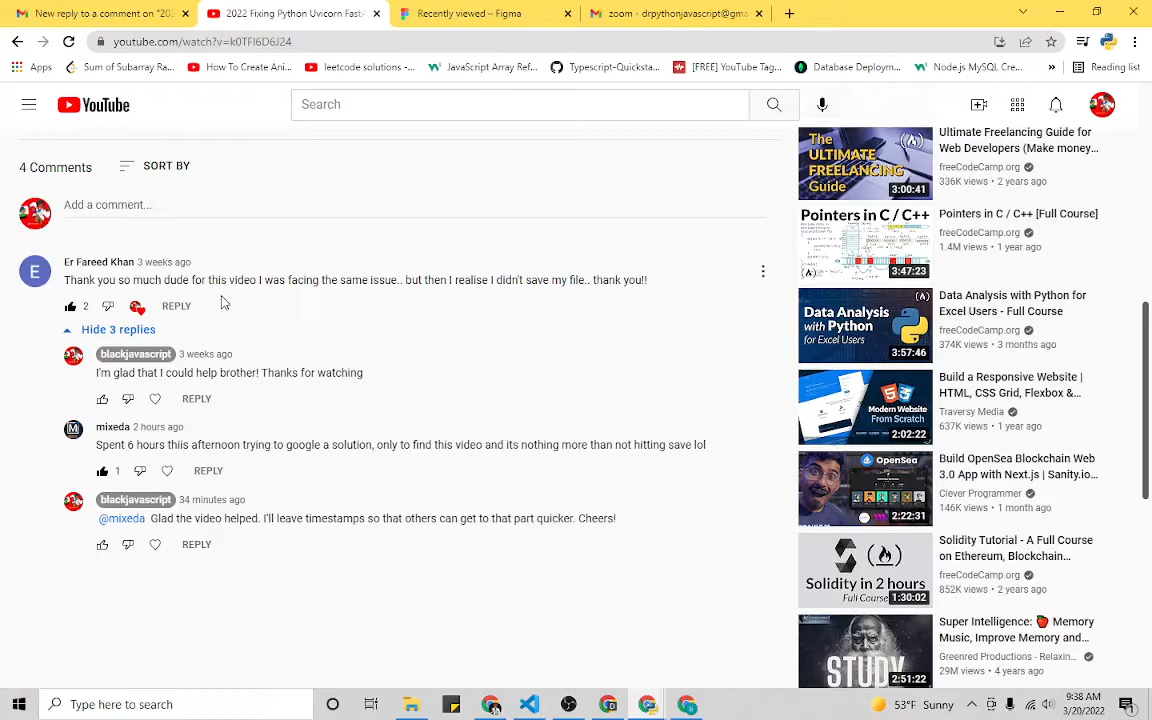 New reply to a comment on "202
2022 Fixing Python Uvicorn Fast
Recently viewed – Figma
zoom - drpythonjavascript@gma
youtube.com/watch?v=k0TFI6D6J24
Apps
Sum of Subarray Ra...
How To Create Ani...
leetcode solutions -...
JavaScript Array Ref...
Typescript-Quicksta...
[FREE] YouTube Tag...
Database Deploym...
Node.js MySQL Cre...
»
Reading list
YouTube
Search
4 Comments
SORT BY
Add a comment...
E
Er Fareed Khan 3 weeks ago
Thank you so much dude for this video I was facing the same issue.. but then I realise I didn't save my file.. thank you!!
2
REPLY
Hide 3 replies
blackjavascript 3 weeks ago
I'm glad that I could help brother! Thanks for watching
REPLY
M
mixeda 2 hours ago
Spent 6 hours thiis afternoon trying to google a solution, only to find this video and its nothing more than not hitting save lol
1
REPLY
blackjavascript 34 minutes ago
@mixeda Glad the video helped. I'll leave timestamps so that others can get to that part quicker. Cheers!
REPLY
The
ULTIMATE
FREELANCING
Guide
3:00:41
Ultimate Freelancing Guide for
Web Developers (Make money...
freeCodeCamp.org
336K views • 2 years ago
Pointers in C / C++
3:47:23
Pointers in C / C++ [Full Course]
freeCodeCamp.org
1.4M views • 1 year ago
Data Analysis
with Python
for Excel Users
3:57:46
Data Analysis with Python for
Excel Users - Full Course
freeCodeCamp.org
374K views • 3 months ago
Modern Website
From Scratch
2:02:22
Build a Responsive Website |
HTML, CSS Grid, Flexbox &...
Traversy Media
637K views • 1 year ago
OpenSea
2:22:31
Build OpenSea Blockchain Web
3.0 App with Next.js | Sanity.io...
Clever Programmer
146K views • 1 month ago
Solidity in 2 hours
Full Course
1:30:02
Solidity Tutorial - A Full Course
on Ethereum, Blockchain...
freeCodeCamp.org
852K views • 2 years ago
STUDY
2:51:22
Super Intelligence: 🍎 Memory
Music, Improve Memory and...
Greenred Productions - Relaxin...
29M views • 4 years ago
Type here to search
53°F Sunny
9:38 AM
3/20/2022